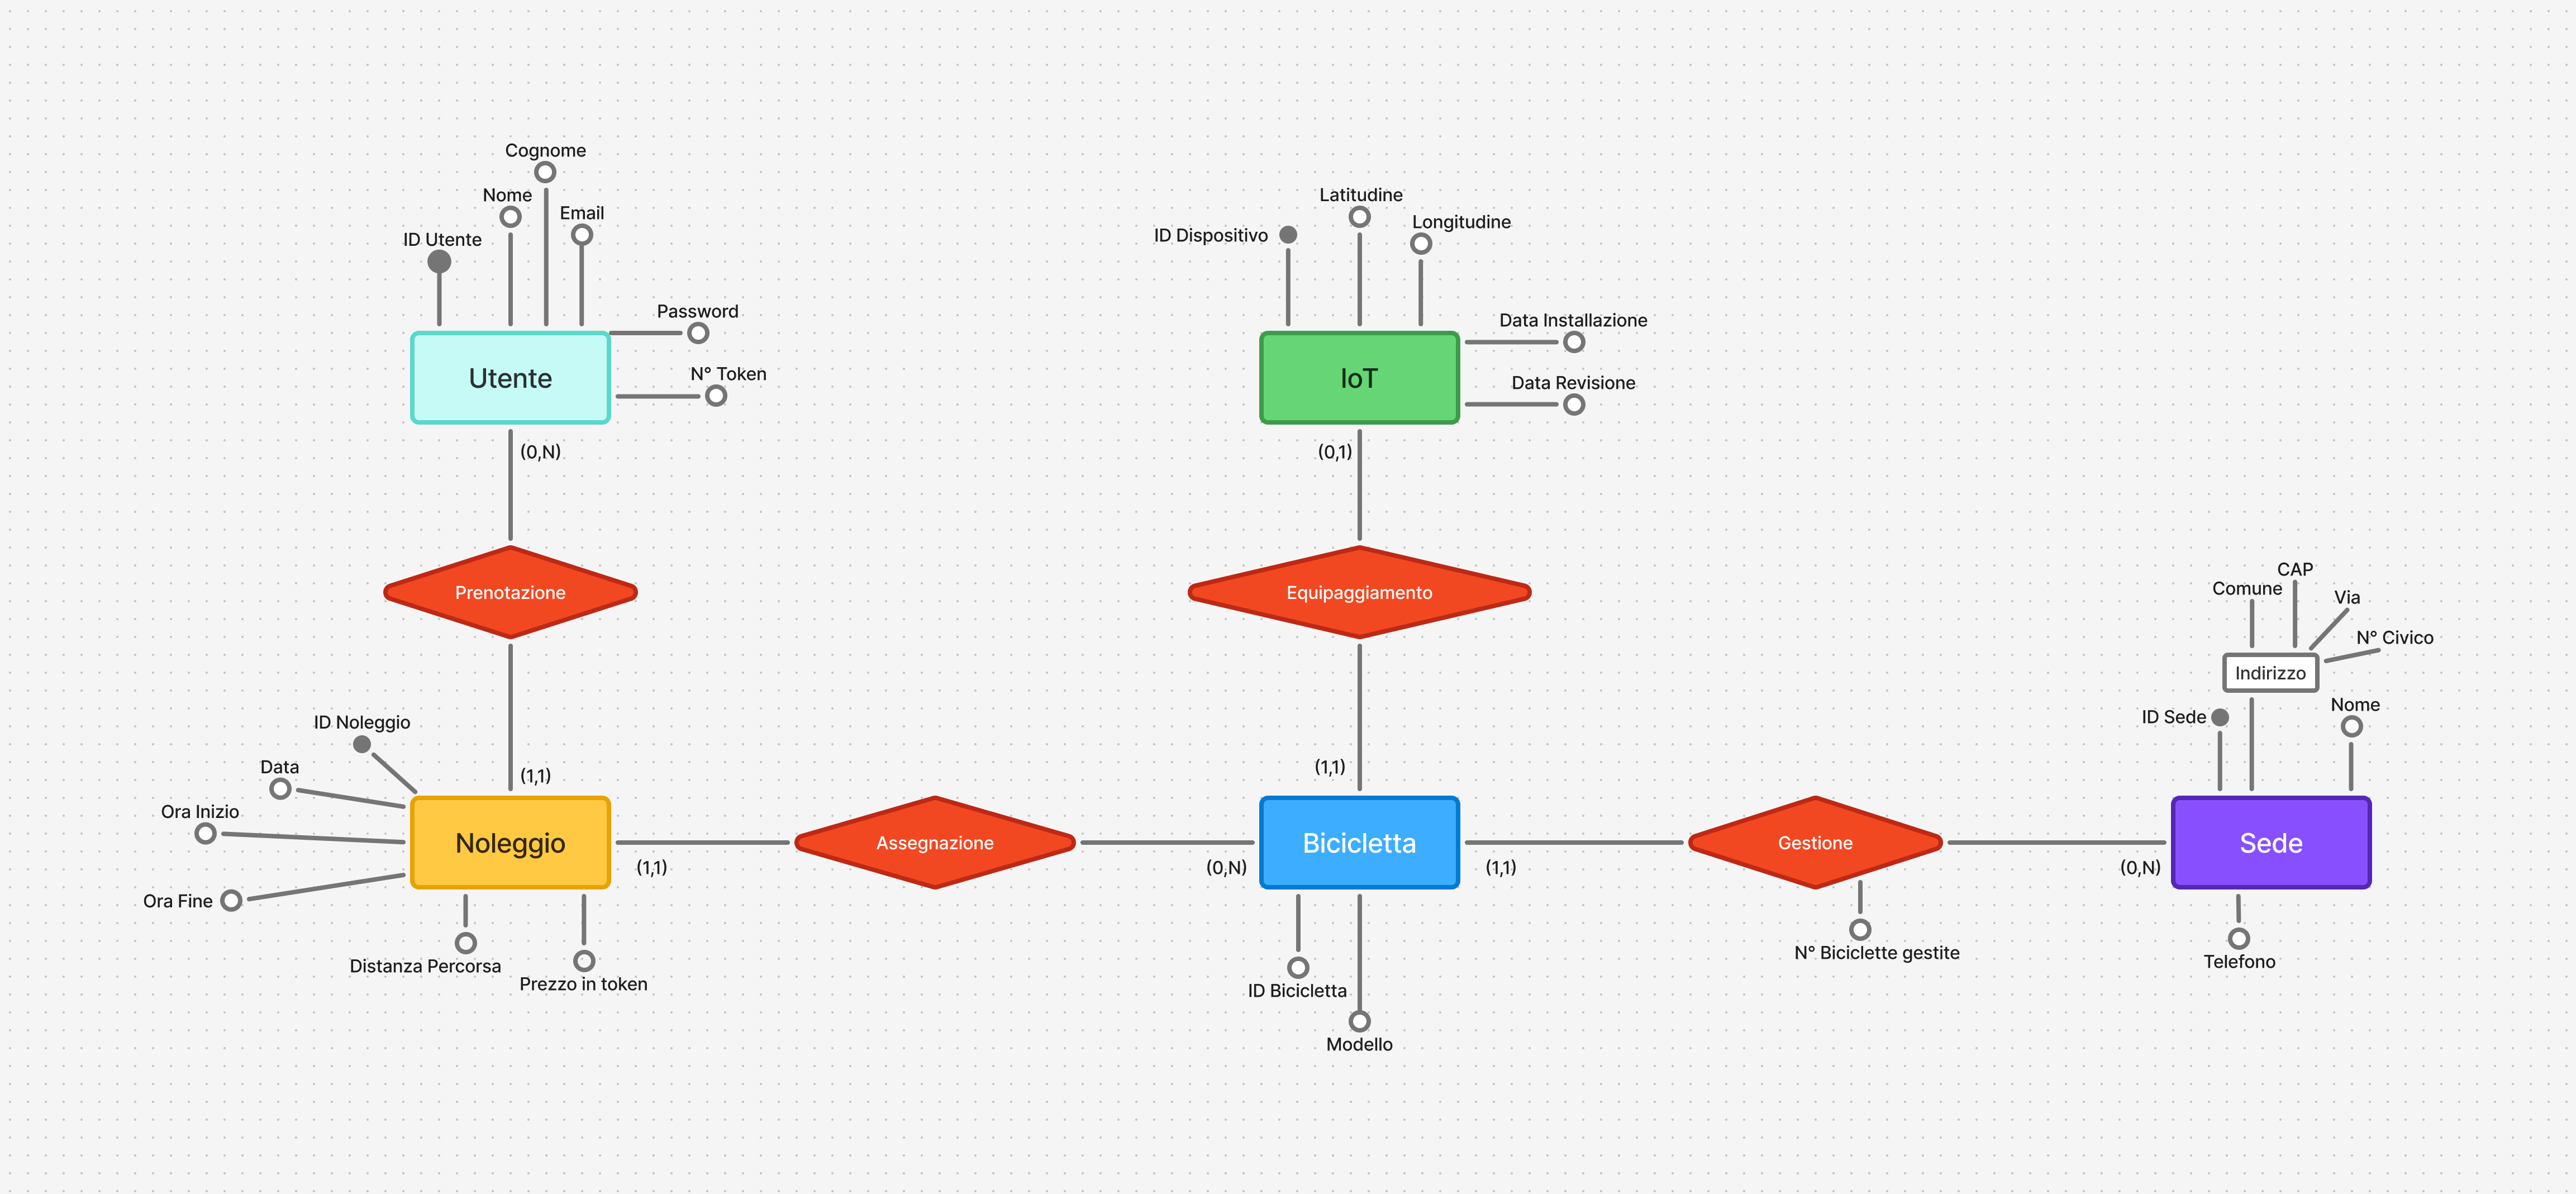 Cognome
Nome
Email
ID Utente
Password
N° Token
Utente
(0,N)
Prenotazione
(1,1)
Latitudine
Longitudine
ID Dispositivo
Data Installazione
Data Revisione
IoT
(0,1)
Equipaggiamento
(1,1)
ID Noleggio
Data
Ora Inizio
Ora Fine
Noleggio
Distanza Percorsa
Prezzo in token
(1,1)
Assegnazione
(0,N)
Bicicletta
ID Bicicletta
Modello
(1,1)
Gestione
N° Biciclette gestite
(0,N)
CAP
Comune
Via
N° Civico
Indirizzo
ID Sede
Nome
Sede
Telefono